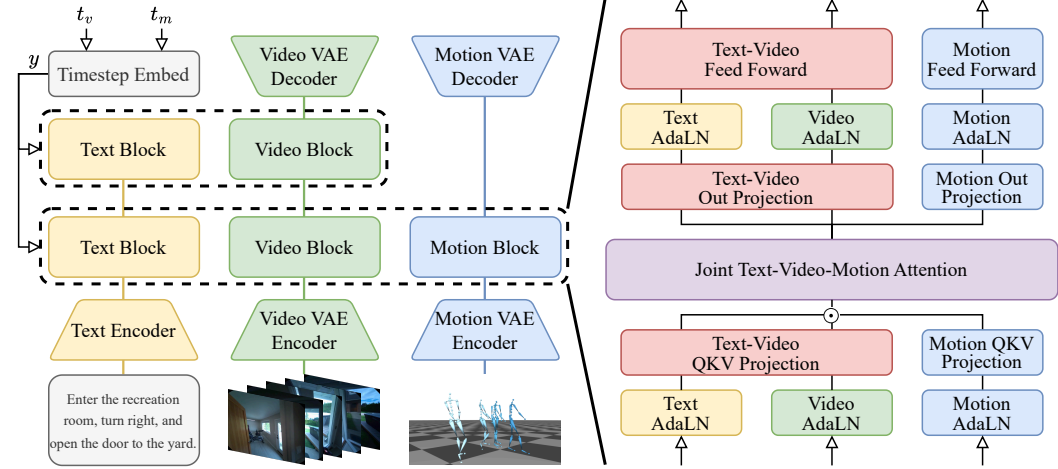 t_v
t_m
y
Timestep Embed
Video VAE
Decoder
Motion VAE
Decoder
Text Block
Video Block
Text Block
Video Block
Motion Block
Text Encoder
Video VAE
Encoder
Motion VAE
Encoder
Enter the recreation
room, turn right, and
open the door to the yard.
Text-Video
Feed Foward
Motion
Feed Forward
Text
AdaLN
Video
AdaLN
Motion
AdaLN
Text-Video
Out Projection
Motion Out
Projection
Joint Text-Video-Motion Attention
Text-Video
QKV Projection
Motion QKV
Projection
Text
AdaLN
Video
AdaLN
Motion
AdaLN